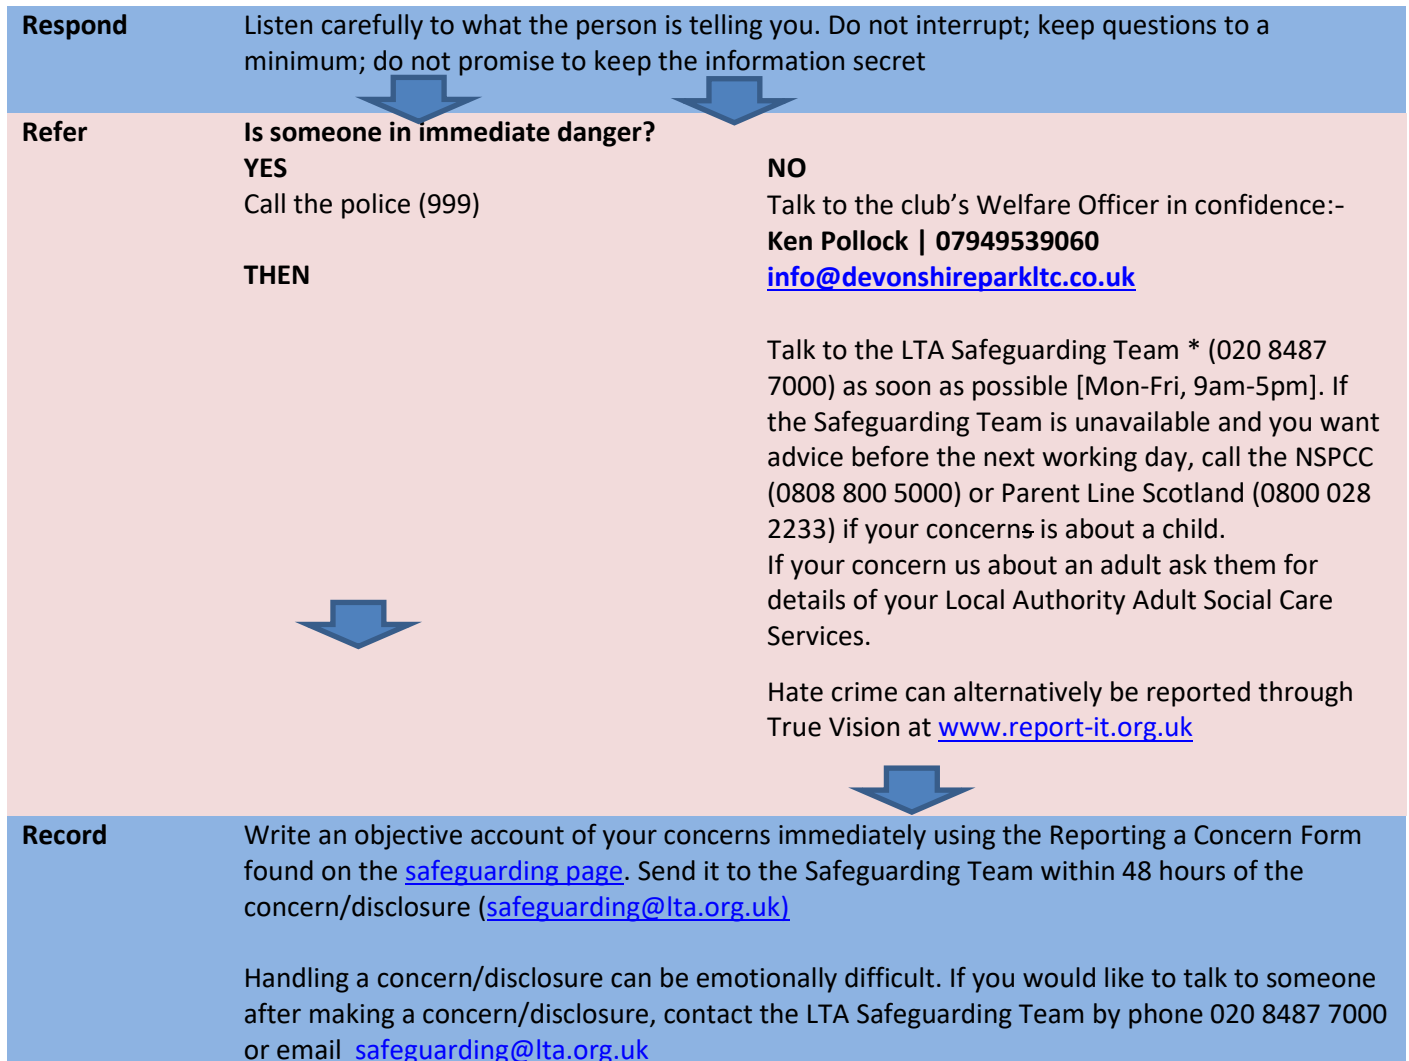 Respond
Listen carefully to what the person is telling you. Do not interrupt; keep questions to a
minimum; do not promise to keep the information secret
Refer
Is someone in immediate danger?
YES
Call the police (999)
THEN
NO
Talk to the club’s Welfare Officer in confidence:-
Ken Pollock | 07949539060
info@devonshireparkltc.co.uk
Talk to the LTA Safeguarding Team * (020 8487
7000) as soon as possible [Mon-Fri, 9am-5pm]. If
the Safeguarding Team is unavailable and you want
advice before the next working day, call the NSPCC
(0808 800 5000) or Parent Line Scotland (0800 028
2233) if your concerns is about a child.
If your concern us about an adult ask them for
details of your Local Authority Adult Social Care
Services.
Hate crime can alternatively be reported through
True Vision at www.report-it.org.uk
Record
Write an objective account of your concerns immediately using the Reporting a Concern Form
found on the safeguarding page. Send it to the Safeguarding Team within 48 hours of the
concern/disclosure (safeguarding@lta.org.uk)
Handling a concern/disclosure can be emotionally difficult. If you would like to talk to someone
after making a concern/disclosure, contact the LTA Safeguarding Team by phone 020 8487 7000
or email safeguarding@lta.org.uk